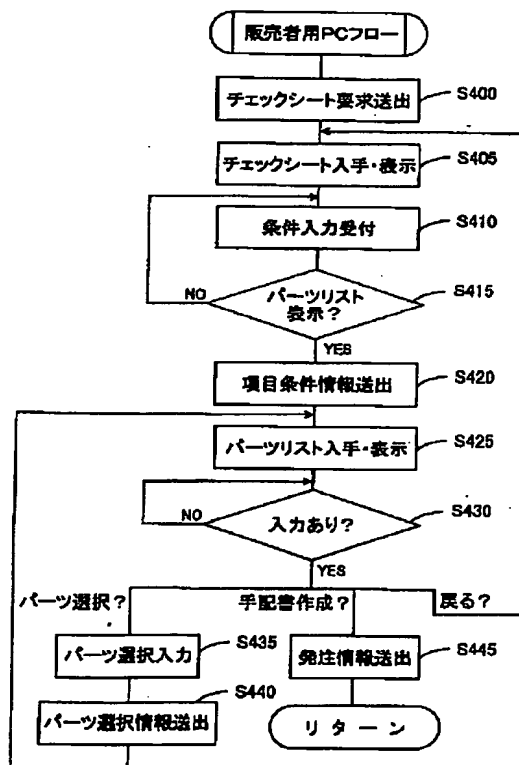 販売者用PCフロー
チェックシート要求送出
S400
チェックシート入手・表示
S405
条件入力受付
S410
パーツリスト
表示?
S415
NO
YES
項目条件情報送出
S420
パーツリスト入手・表示
S425
入力あり?
S430
NO
YES
パーツ選択?
手配書作成?
戻る?
パーツ選択入力
S435
発注情報送出
S445
パーツ選択情報送出
S440
リターン